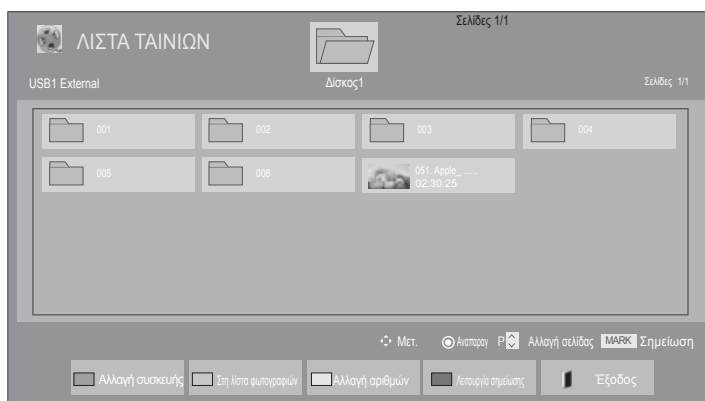 Σελίδες 1/1
ΛΙΣΤΑ ΤΑΙΝΙΩΝ
USB1 External
Δίσκος1
Σελίδες 1/1
001
002
003
004
005
006
051. Apple_ ......
02:30:25
Μετ.
Αναπαραγ
P
Αλλαγή σελίδας
MARK
Σημείωση
Αλλαγή συσκευής
Στη λίστα φωτογραφιών
Αλλαγή αριθμών
Λειτουργία σημείωσης
Έξοδος